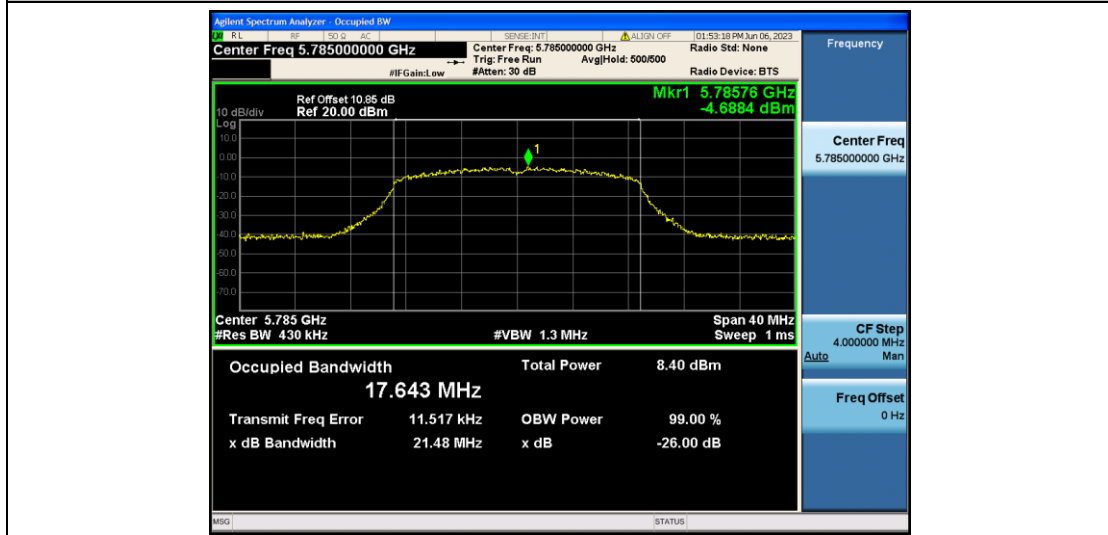 Agilent Spectrum Analyzer - Occupied BW
RL RF 50 Ω AC SENSE:INT ALIGN OFF 01:53:18 PM Jun 06, 2023
Center Freq 5.785000000 GHz
Center Freq: 5.785000000 GHz
Radio Std: None
Trig: Free Run Avg|Hold: 500/500
#IFGain:Low #Atten: 30 dB Radio Device: BTS
Frequency
Mkr1 5.78576 GHz
-4.6884 dBm
Ref Offset 10.85 dB
10 dB/div Ref 20.00 dBm
Log
10.0
0.00
-10.0
-20.0
-30.0
-40.0
-50.0
-60.0
-70.0
1
Center 5.785 GHz Span 40 MHz
#Res BW 430 kHz #VBW 1.3 MHz Sweep 1 ms
Occupied Bandwidth Total Power 8.40 dBm
17.643 MHz
Transmit Freq Error 11.517 kHz OBW Power 99.00 %
x dB Bandwidth 21.48 MHz x dB -26.00 dB
Center Freq
5.785000000 GHz
CF Step
4.000000 MHz
Auto Man
Freq Offset
0 Hz
MSG STATUS